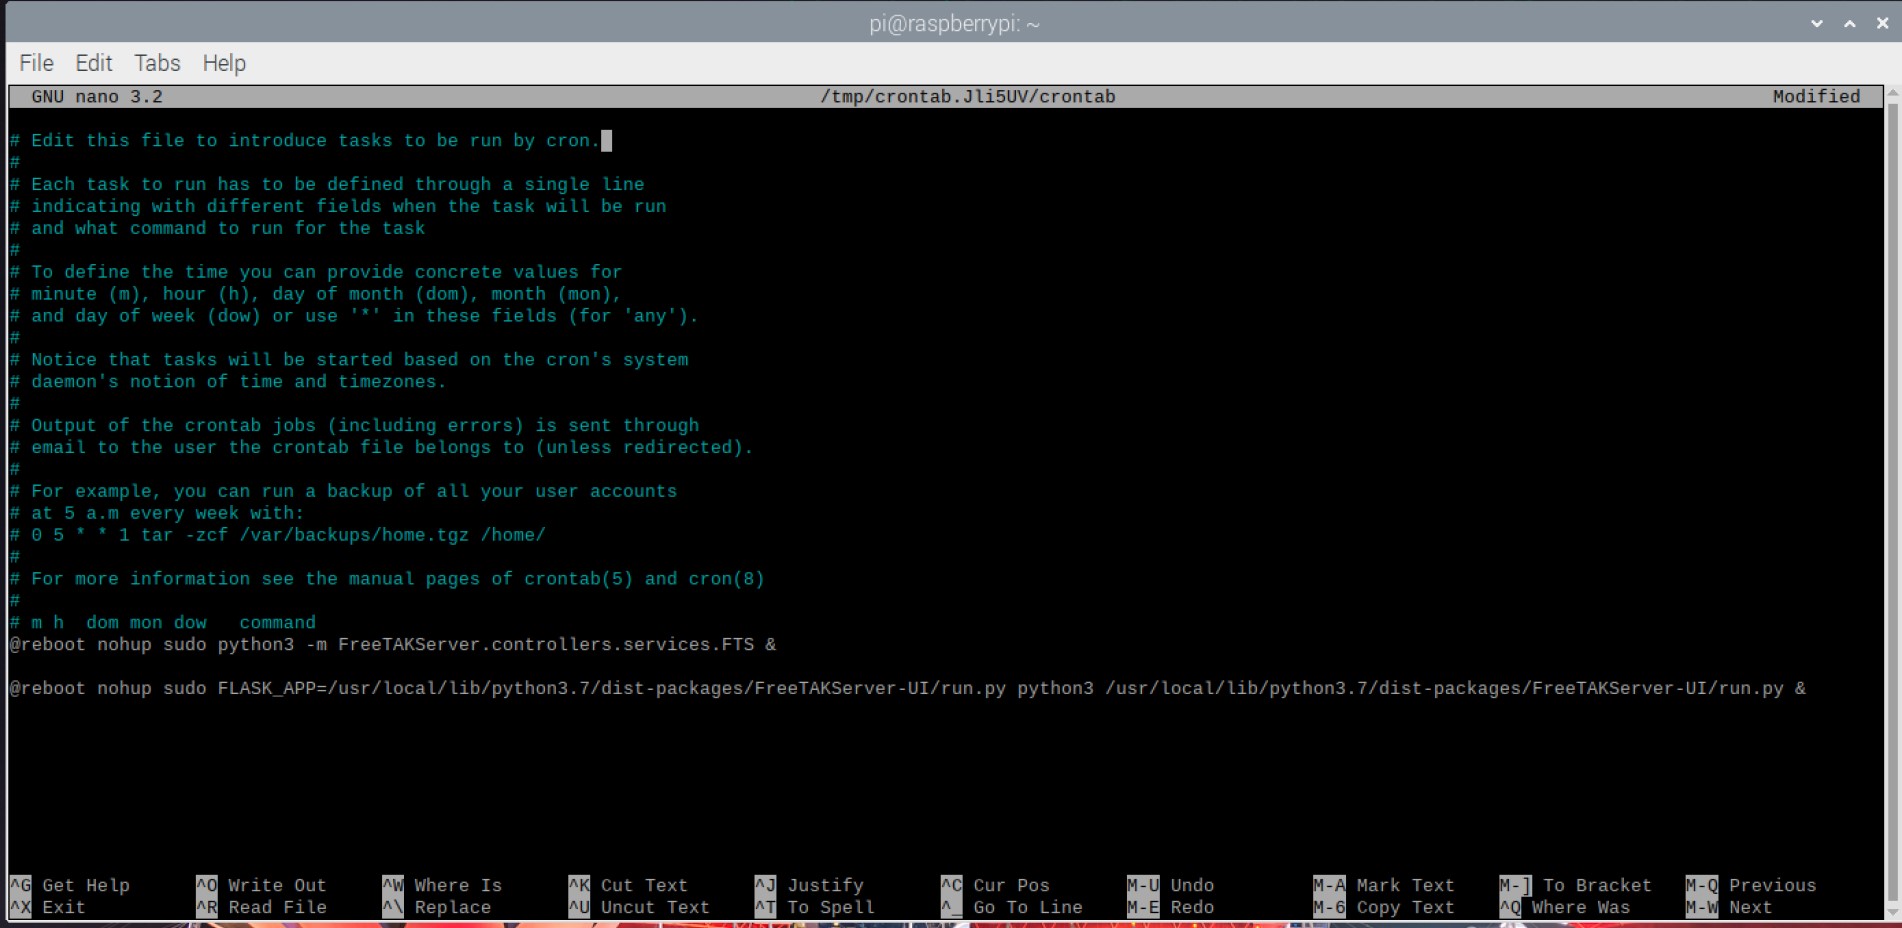 pi@raspberrypi: ~
File Edit Tabs Help
GNU nano 3.2 /tmp/crontab.Jli5UV/crontab Modified
# Edit this file to introduce tasks to be run by cron.
#
# Each task to run has to be defined through a single line
# indicating with different fields when the task will be run
# and what command to run for the task
#
# To define the time you can provide concrete values for
# minute (m), hour (h), day of month (dom), month (mon),
# and day of week (dow) or use '*' in these fields (for 'any').
#
# Notice that tasks will be started based on the cron's system
# daemon's notion of time and timezones.
#
# Output of the crontab jobs (including errors) is sent through
# email to the user the crontab file belongs to (unless redirected).
#
# For example, you can run a backup of all your user accounts
# at 5 a.m every week with:
# 0 5 * * 1 tar -zcf /var/backups/home.tgz /home/
#
# For more information see the manual pages of crontab(5) and cron(8)
#
# m h  dom mon dow   command
@reboot nohup sudo python3 -m FreeTAKServer.controllers.services.FTS &
@reboot nohup sudo FLASK_APP=/usr/local/lib/python3.7/dist-packages/FreeTAKServer-UI/run.py python3 /usr/local/lib/python3.7/dist-packages/FreeTAKServer-UI/run.py &
^G Get Help ^O Write Out ^W Where Is ^K Cut Text ^J Justify ^C Cur Pos M-U Undo M-A Mark Text M-] To Bracket M-Q Previous
^X Exit ^R Read File ^\ Replace ^U Uncut Text ^T To Spell ^_ Go To Line M-E Redo M-6 Copy Text ^Q Where Was M-W Next